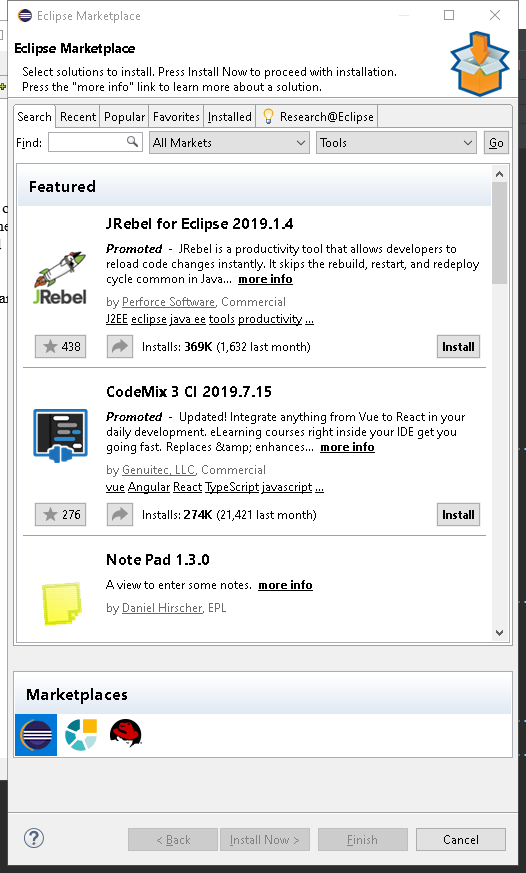 Eclipse Marketplace
Eclipse Marketplace
Select solutions to install. Press Install Now to proceed with installation.
Press the "more info" link to learn more about a solution.
Search Recent Popular Favorites Installed Research@Eclipse
Find: All Markets Tools Go
Featured
JRebel for Eclipse 2019.1.4
Promoted - JRebel is a productivity tool that allows developers to
reload code changes instantly. It skips the rebuild, restart, and redeploy
cycle common in Java... more info
JRebel
by Perforce Software, Commercial
J2EE eclipse java ee tools productivity ...
438 Installs: 369K (1,632 last month) Install
CodeMix 3 CI 2019.7.15
Promoted - Updated! Integrate anything from Vue to React in your
daily development. eLearning courses right inside your IDE get you
going fast. Replaces &amp; enhances... more info
by Genuitec, LLC, Commercial
vue Angular React TypeScript javascript ...
276 Installs: 274K (21,421 last month) Install
Note Pad 1.3.0
A view to enter some notes. more info
by Daniel Hirscher, EPL
Marketplaces
? < Back Install Now > Finish Cancel